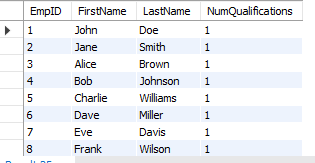 EmpID FirstName LastName NumQualifications
1 John Doe 1
2 Jane Smith 1
3 Alice Brown 1
4 Bob Johnson 1
5 Charlie Williams 1
6 Dave Miller 1
7 Eve Davis 1
8 Frank Wilson 1